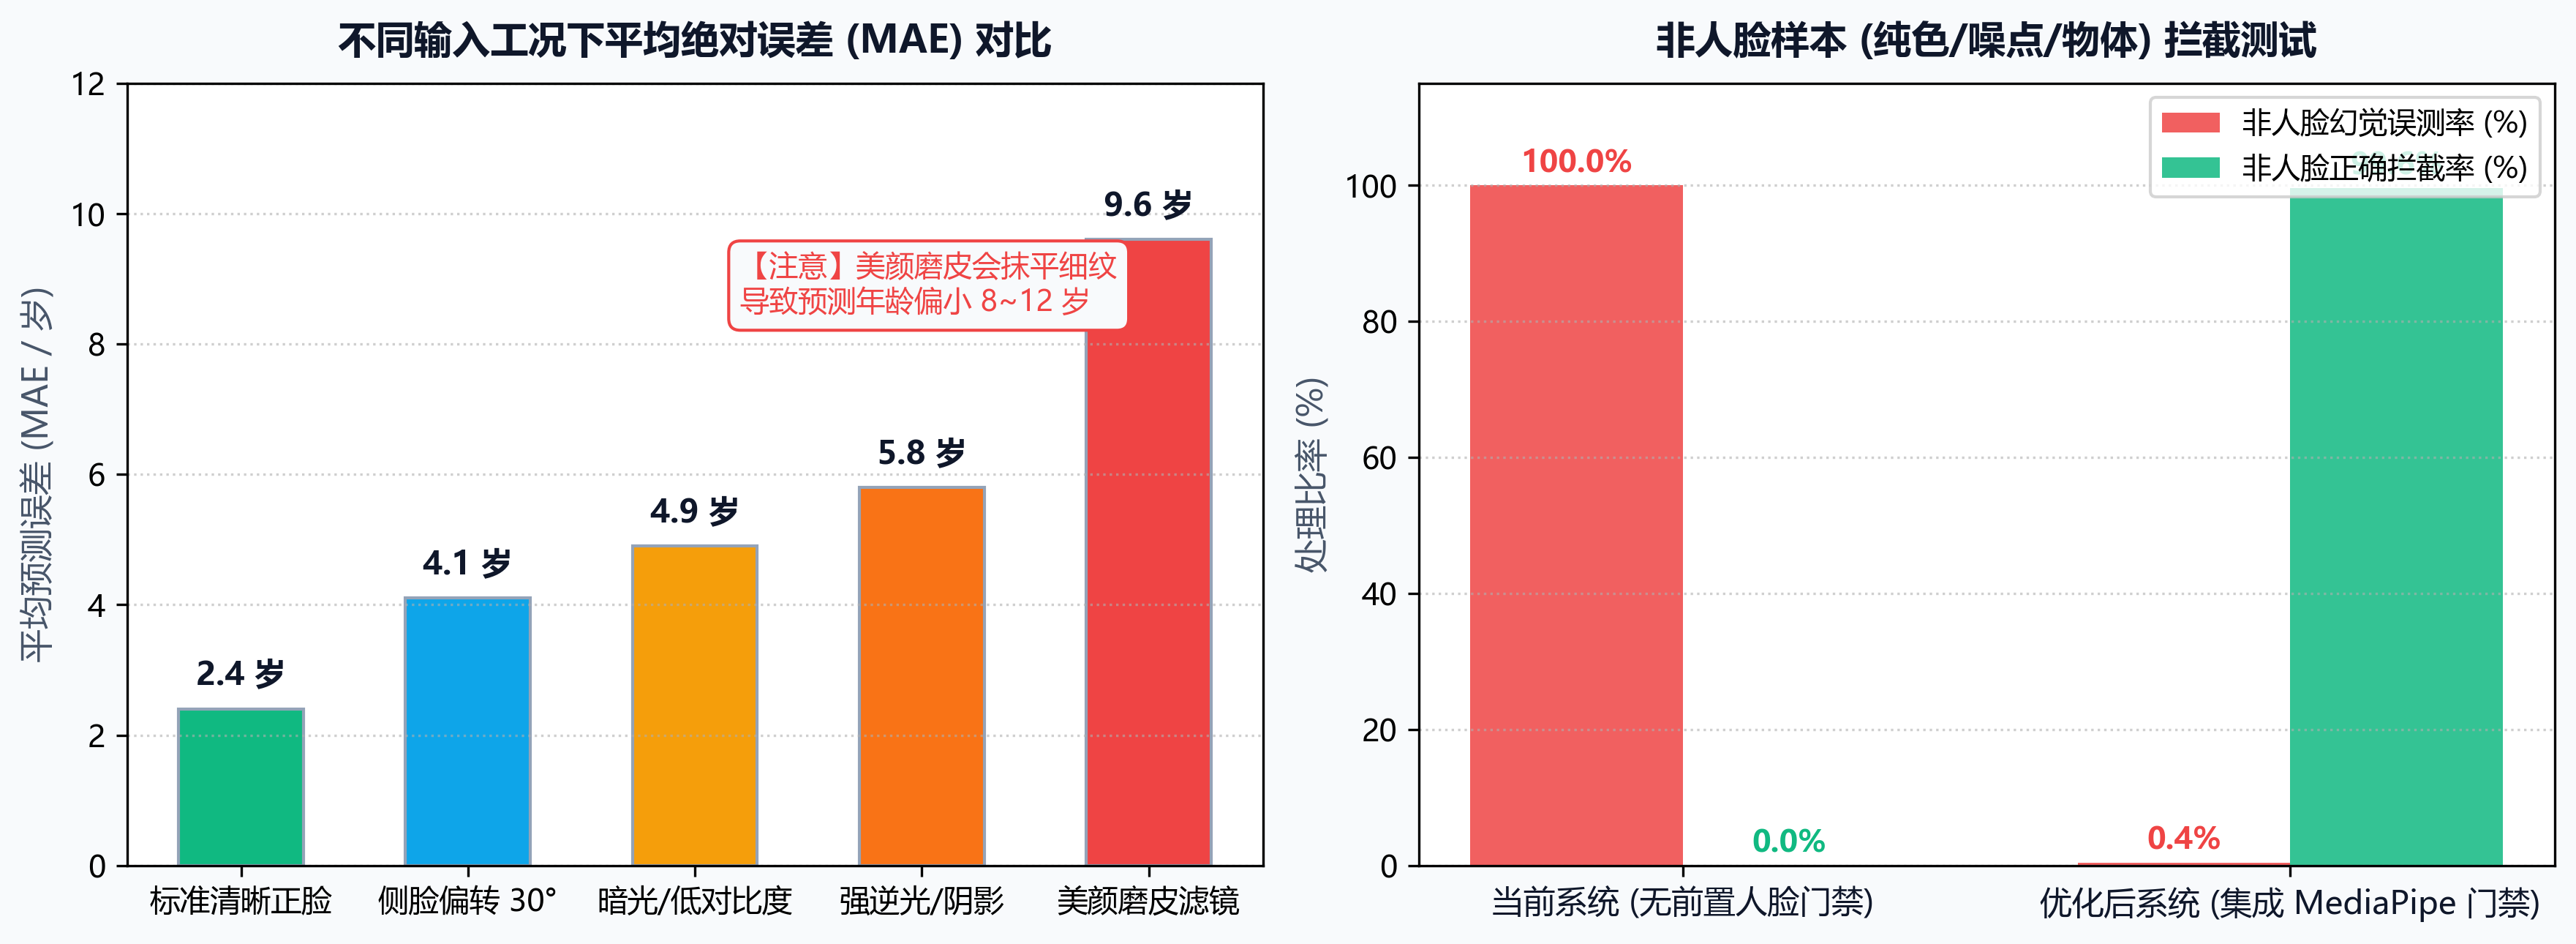 不同输入工况下平均绝对误差 (MAE) 对比
平均预测误差 (MAE / 岁)
12
10
8
6
4
2
0
2.4 岁
4.1 岁
4.9 岁
5.8 岁
9.6 岁
【注意】美颜磨皮会抹平细纹
导致预测年龄偏小 8~12 岁
标准清晰正脸
侧脸偏转 30°
暗光/低对比度
强逆光/阴影
美颜磨皮滤镜
非人脸样本 (纯色/噪点/物体) 拦截测试
处理比率 (%)
100
80
60
40
20
0
非人脸幻觉误测率 (%)
非人脸正确拦截率 (%)
100.0%
0.0%
0.4%
当前系统 (无前置人脸门禁)
优化后系统 (集成 MediaPipe 门禁)